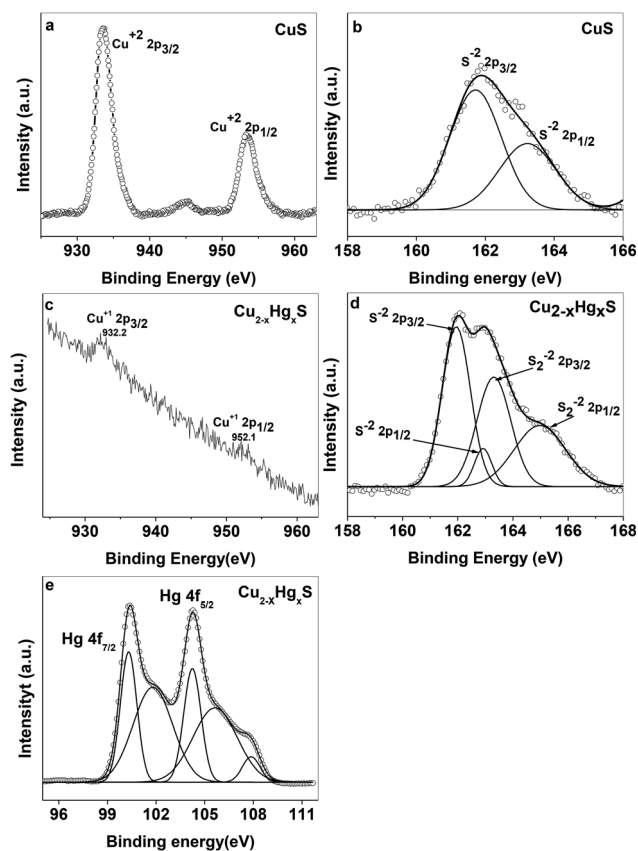 a
CuS
Cu+2 2p3/2
Cu+2 2p1/2
Intensity (a.u.)
930 940 950 960
Binding Energy (eV)
b
CuS
S-2 2p3/2
S-2 2p1/2
Intensity (a.u.)
158 160 162 164 166
Binding energy (eV)
c
Cu2-xHgxS
Cu+1 2p3/2
932.2
Cu+1 2p1/2
952.1
Intensity (a.u.)
930 940 950 960
Binding Energy(eV)
d
Cu2-xHgxS
S-2 2p3/2
S2-2 2p3/2
S2-2 2p1/2
S-2 2p1/2
Intensity (a.u.)
158 160 162 164 166 168
Binding energy (eV)
e
Cu2-XHgXS
Hg 4f5/2
Hg 4f7/2
Intensityt (a.u.)
96 99 102 105 108 111
Binding energy(eV)